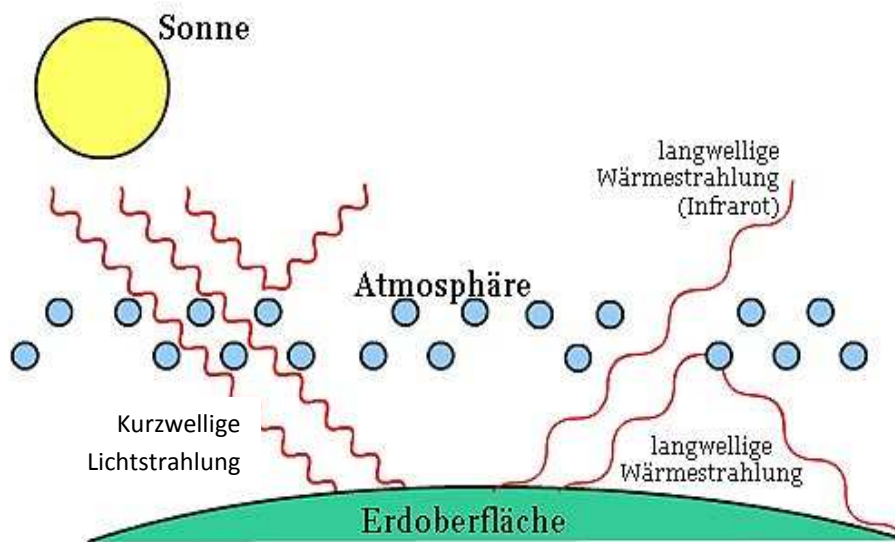 Sonne
langwellige
Wärmestrahlung
(Infrarot)
Atmosphäre
Kurzwellige
Lichtstrahlung
langwellige
Wärmestrahlung
Erdoberfläche